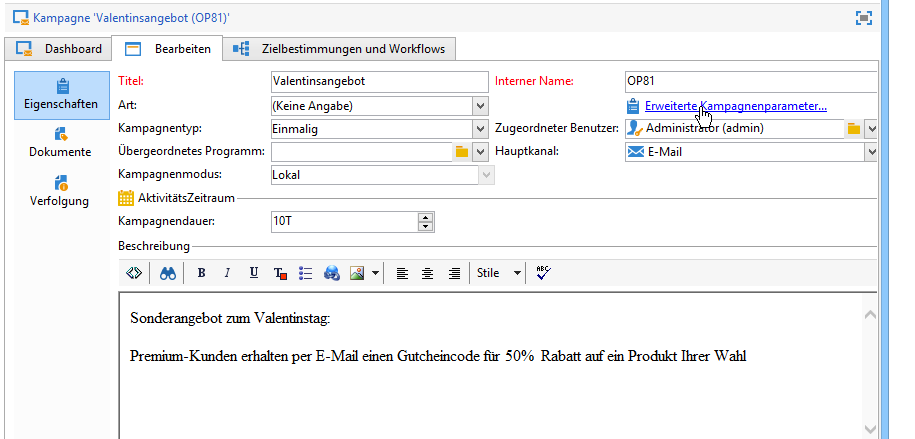 Kampagne 'Valentinsangebot (OP81)'
Dashboard Bearbeiten Zielbestimmungen und Workflows
Eigenschaften
Dokumente
Verfolgung
Titel: Valentinsangebot Interner Name: OP81
Art: (Keine Angabe) Erweiterte Kampagnenparameter...
Kampagnentyp: Einmalig Zugeordneter Benutzer: Administrator (admin)
Übergeordnetes Programm: Hauptkanal: E-Mail
Kampagnenmodus: Lokal
AktivitätsZeitraum
Kampagnendauer: 10T
Beschreibung
B I U T Stile ABC
Sonderangebot zum Valentinstag:
Premium-Kunden erhalten per E-Mail einen Gutcheincode für 50% Rabatt auf ein Produkt Ihrer Wahl